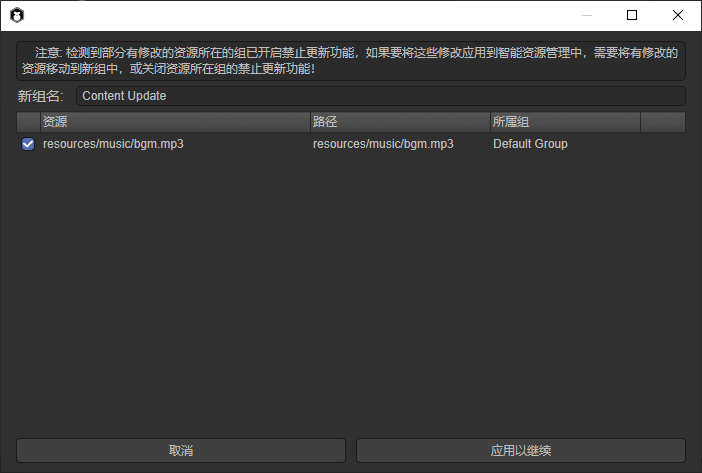 注意: 检测到部分有修改的资源所在的组已开启禁止更新功能，如果要将这些修改应用到智能资源管理中，需要将有修改的
资源移动到新组中，或关闭资源所在组的禁止更新功能！
新组名: Content Update
资源 路径 所属组
resources/music/bgm.mp3 resources/music/bgm.mp3 Default Group
取消 应用以继续